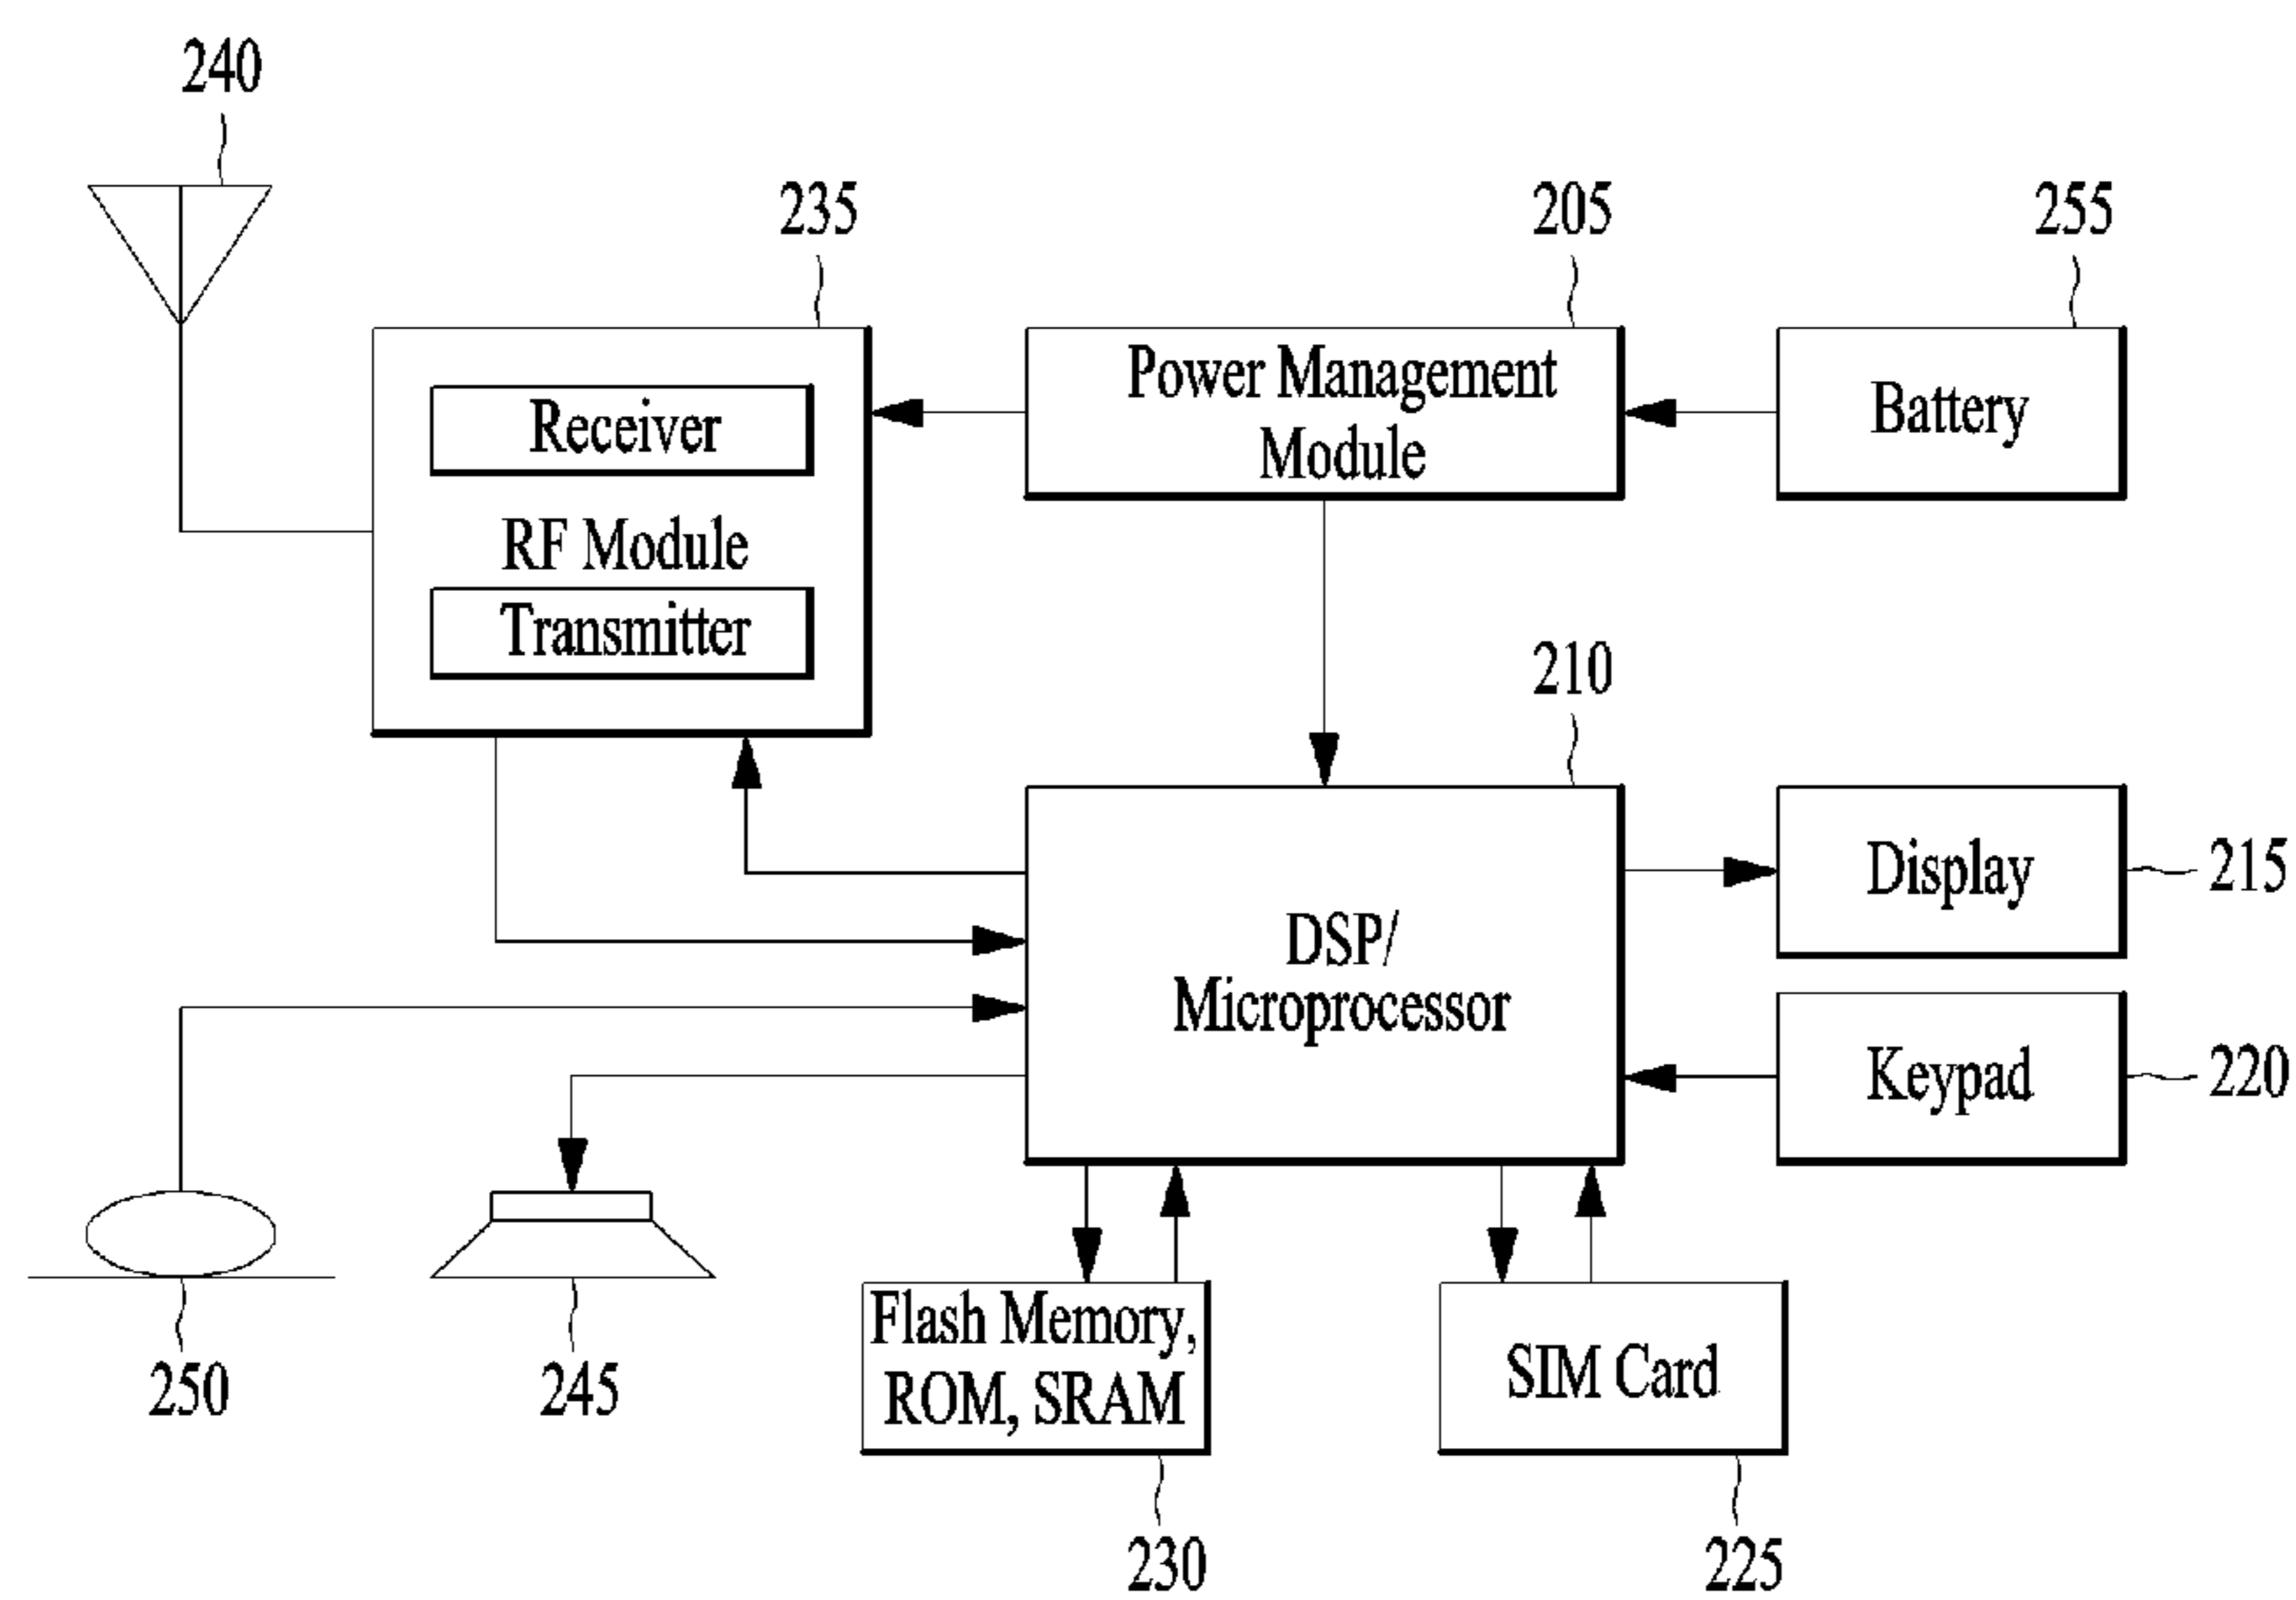 240
235
205
255
Receiver
RF Module
Transmitter
Power Management
Module
Battery
210
DSP/
Microprocessor
Display
215
Keypad
220
250
245
Flash Memory,
ROM, SRAM
SIM Card
230
225